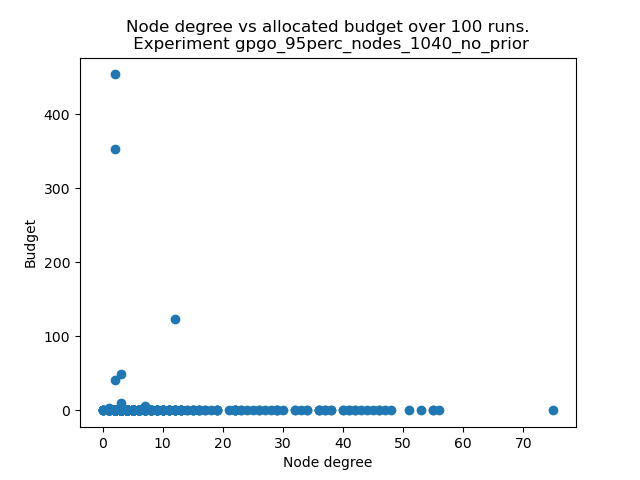 Node degree vs allocated budget over 100 runs.
Experiment gpgo_95perc_nodes_1040_no_prior
400
300
200
100
0
Budget
0 10 20 30 40 50 60 70
Node degree